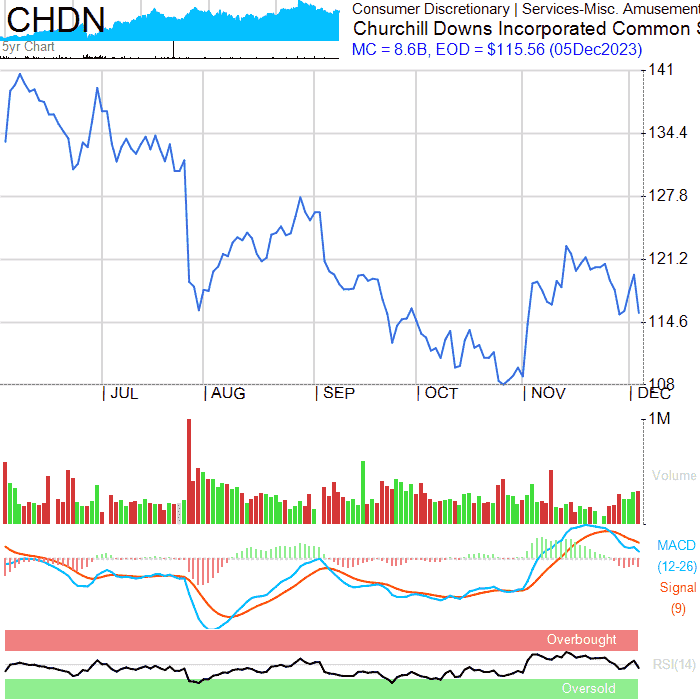 CHDN
5yr Chart
Consumer Discretionary | Services-Misc. Amusement
Churchill Downs Incorporated Common S
MC = 8.6B, EOD = $115.56 (05Dec2023)
141
134.4
127.8
121.2
114.6
108
| JUL | AUG | SEP | OCT | NOV | DEC
1M
Volume
MACD
(12-26)
Signal
(9)
Overbought
RSI(14)
Oversold